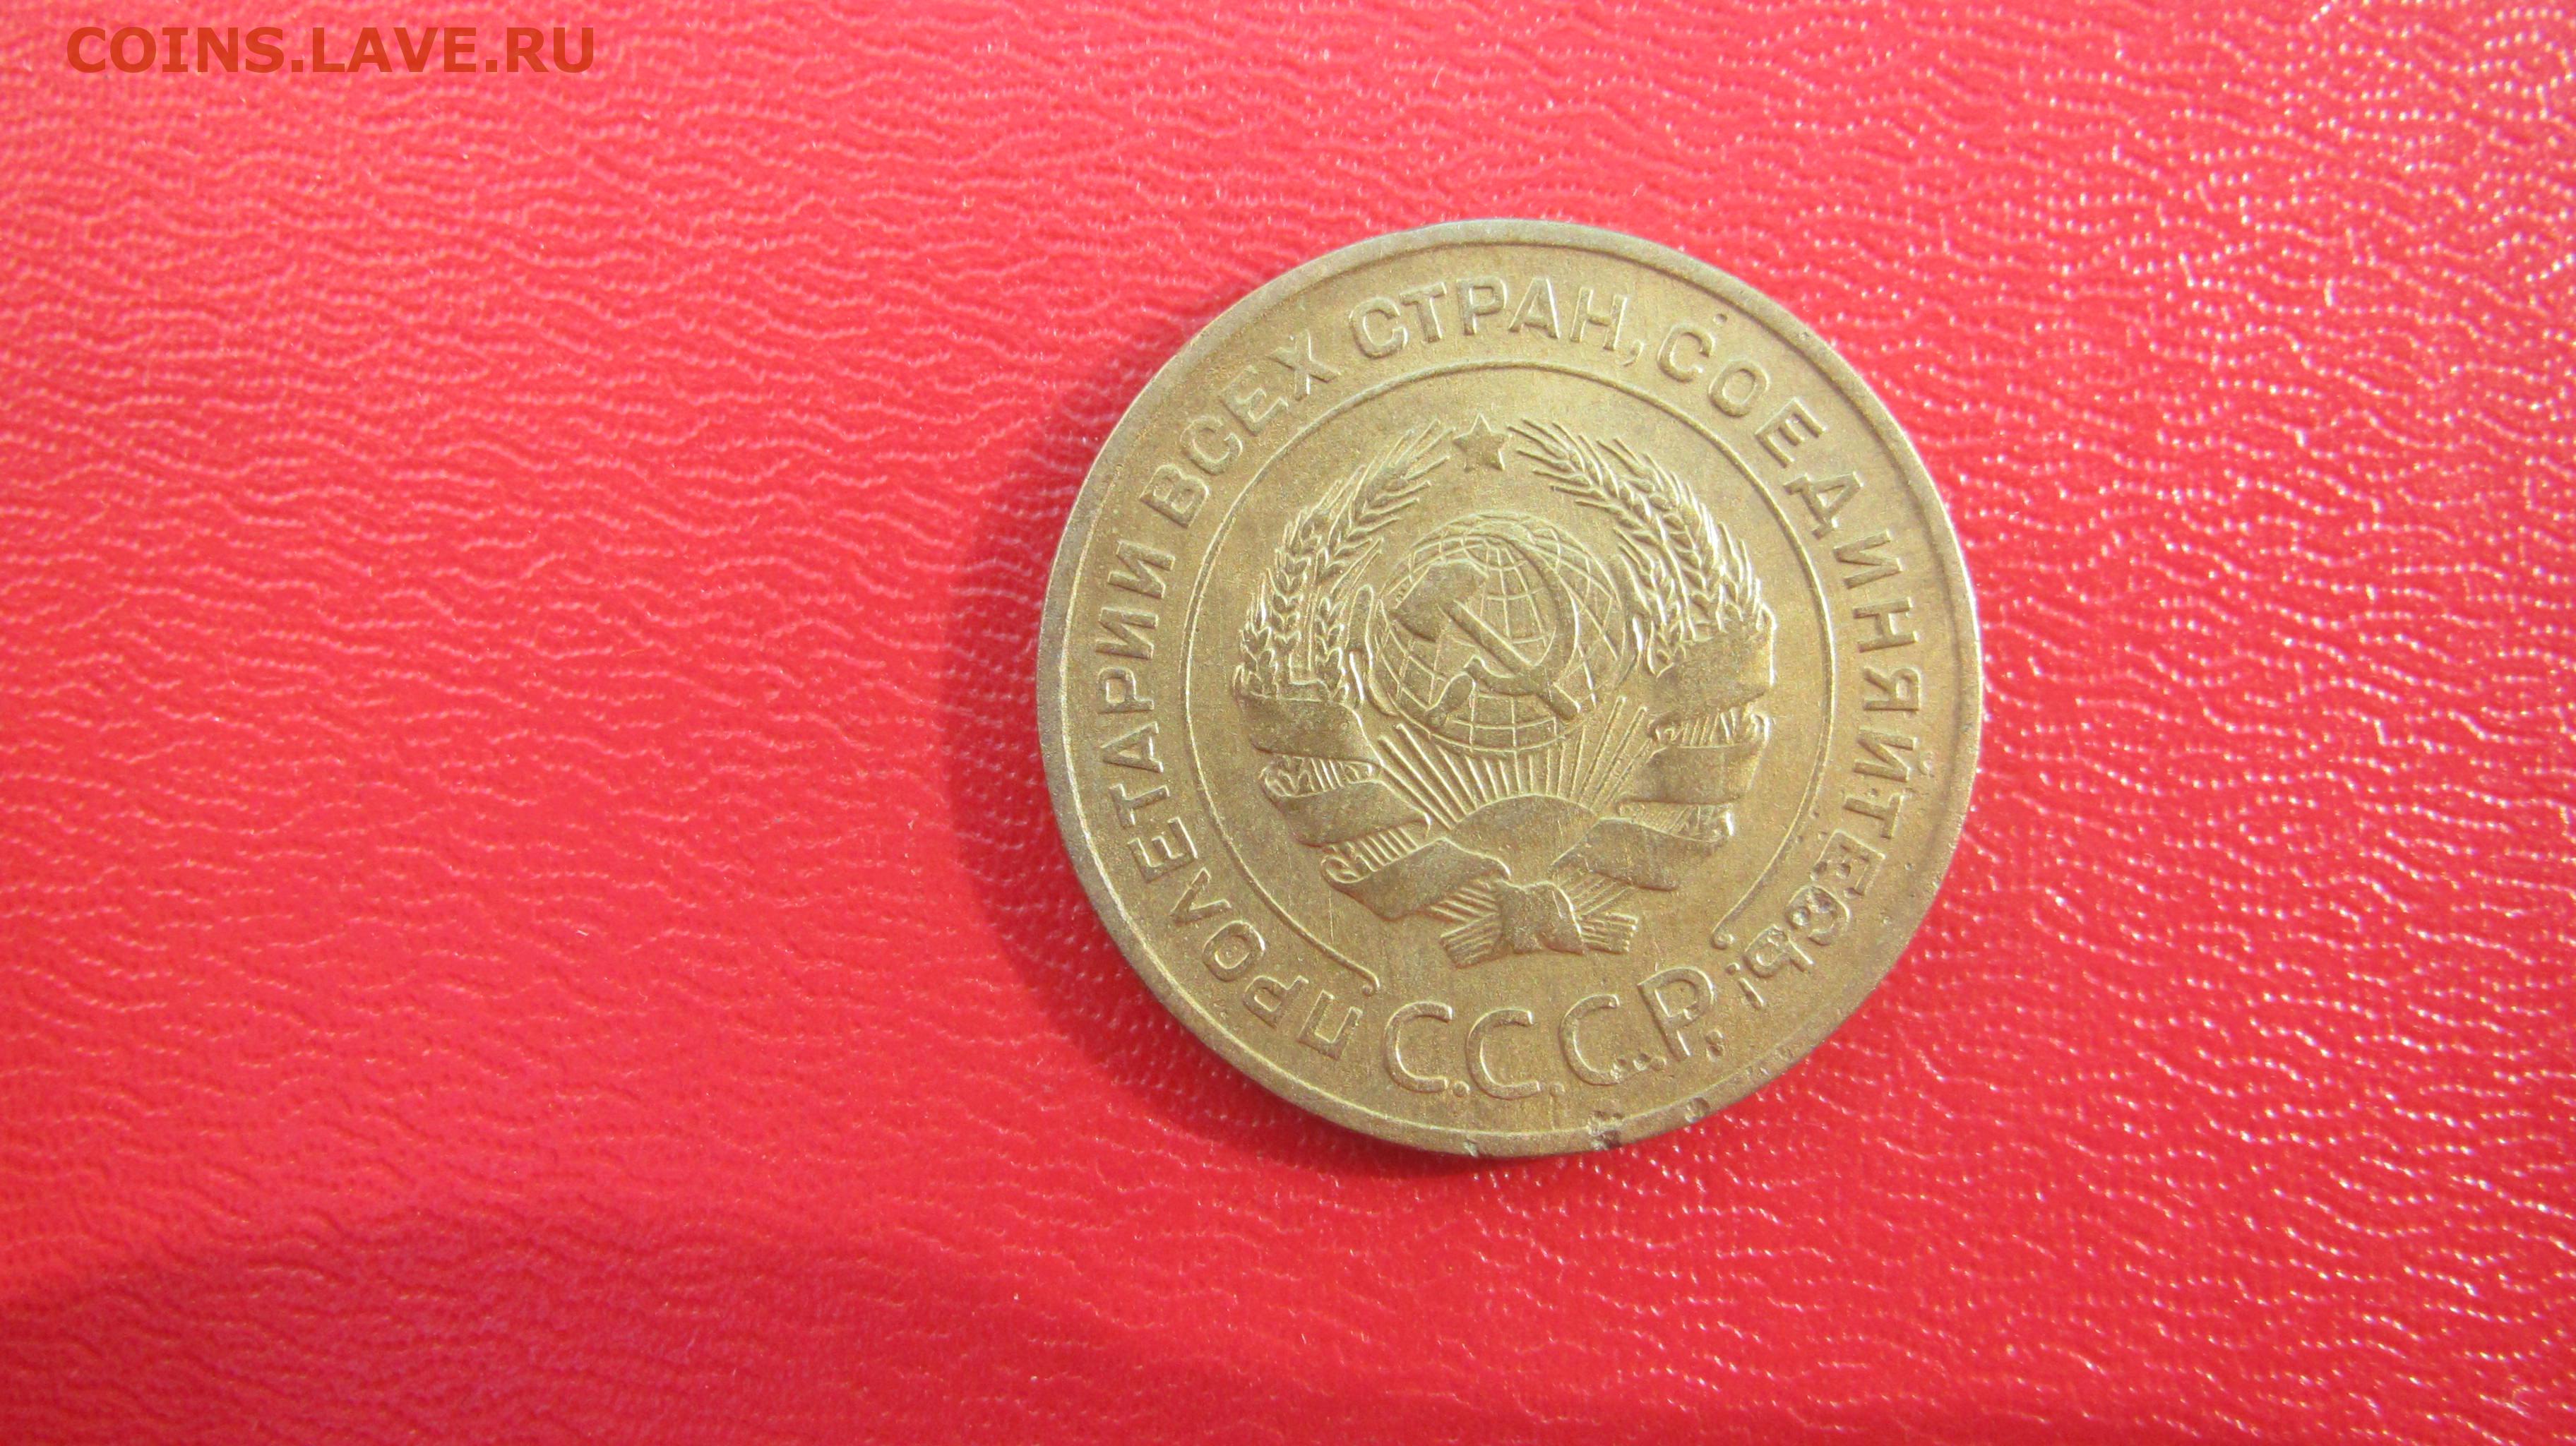 COINS.LAVE.RU
ПРОЛЕТАРИИ ВСЕХ СТРАН, СОЕДИНЯЙТЕСЬ!
С.С.С.Р.